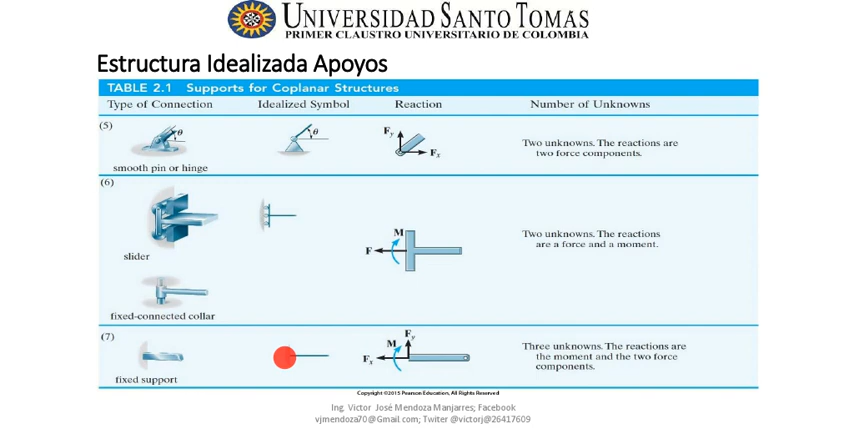 UNIVERSIDAD SANTO TOMAS
PRIMER CLAUSTRO UNIVERSITARIO DE COLOMBIA
Estructura Idealizada Apoyos
TABLE 2.1 Supports for Coplanar Structures
Type of Connection Idealized Symbol Reaction Number of Unknowns
(5)
θ
θ
Fy
Fx
Two unknowns. The reactions are
two force components.
smooth pin or hinge
(6)
M
F
Two unknowns. The reactions
are a force and a moment.
slider
fixed-connected collar
(7)
Fy
M
Fx
Three unknowns. The reactions are
the moment and the two force
components.
fixed support
Copyright ©2015 Pearson Education, All Rights Reserved
Ing. Victor José Mendoza Manjarres; Facebook
vjmendoza70@Gmail.com; Twiter @victorj@26417609